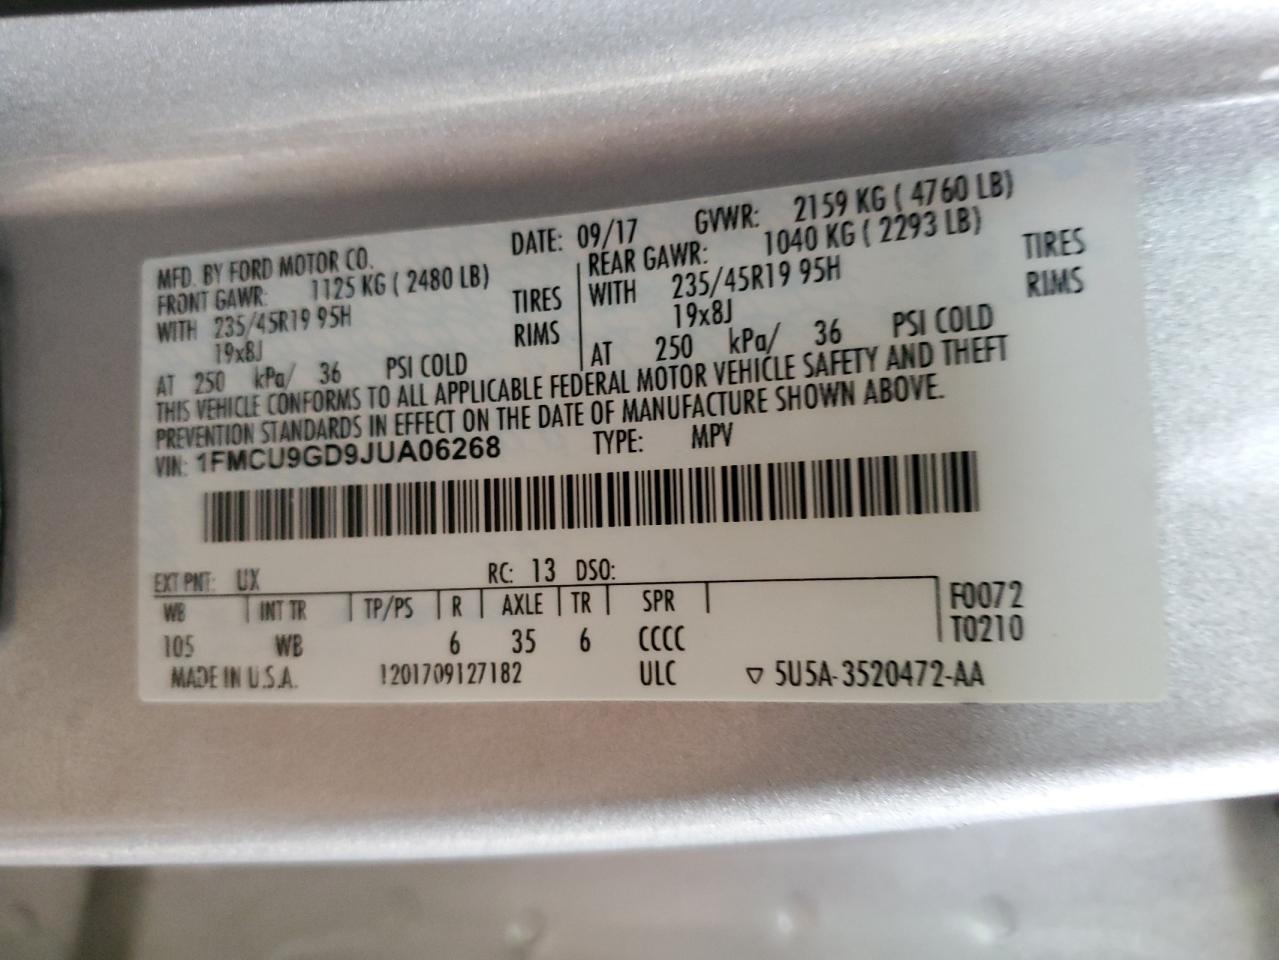 MFD. BY FORD MOTOR CO. DATE: 09/17 GVWR: 2159 KG ( 4760 LB)
FRONT GAWR: 1125 KG ( 2480 LB) REAR GAWR: 1040 KG ( 2293 LB)
WITH 235/45R19 95H TIRES WITH 235/45R19 95H TIRES
19x8J RIMS 19x8J RIMS
AT 250 kPa/ 36 PSI COLD AT 250 kPa/ 36 PSI COLD
THIS VEHICLE CONFORMS TO ALL APPLICABLE FEDERAL MOTOR VEHICLE SAFETY AND THEFT
PREVENTION STANDARDS IN EFFECT ON THE DATE OF MANUFACTURE SHOWN ABOVE.
VIN: 1FMCU9GD9JUA06268 TYPE: MPV
EXT PNT: UX RC: 13 DSO:
WB INT TR TP/PS R AXLE TR SPR F0072
105 WB 6 35 6 CCCC T0210
MADE IN U.S.A. 1201709127182 ULC ▽ 5U5A-3520472-AA